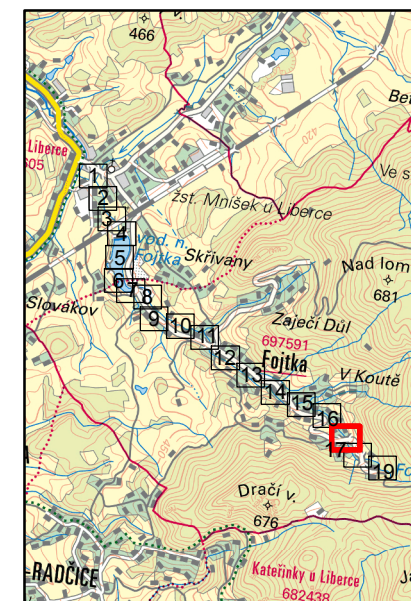 466
Bet
Liberce
605
1
2
3
4
Ve s
420
žst. Mníšek u Liberce
vod. n.
Fojtka
5
Skřivany
6
7
8
Nad lom
681
Slovákov
9
10
11
Zaječí Důl
697591
12
Fojtka
13
14
V Koutě
15
16
17
19
Fo
Dračí v.
676
RADČICE
Kateřinky u Liberce
682438
Ja